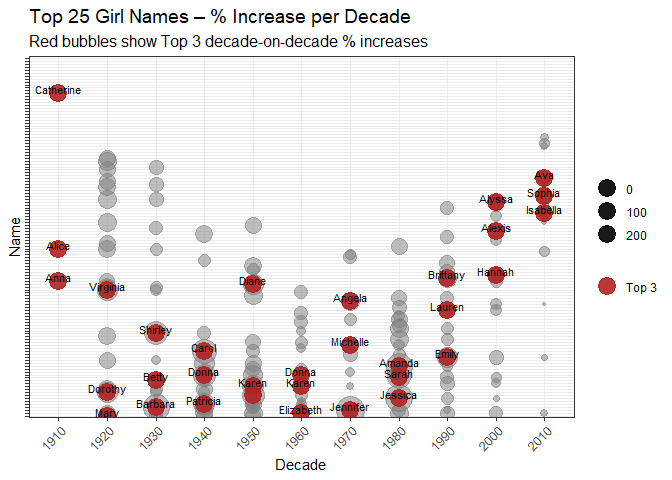 Top 25 Girl Names – % Increase per Decade
Red bubbles show Top 3 decade-on-decade % increases
Name
Catherine
Ava
Sophia
Alyssa
Isabella
Alexis
Alice
Hannah
Anna
Brittany
Diane
Virginia
Angela
Lauren
Shirley
Michelle
Carol
Emily
Amanda
Donna
Donna
Sarah
Betty
Karen
Karen
Dorothy
Jessica
Patricia
Barbara
Jennifer
Elizabeth
Mary
1910
1920
1930
1940
1950
1960
1970
1980
1990
2000
2010
Decade
0
100
200
Top 3